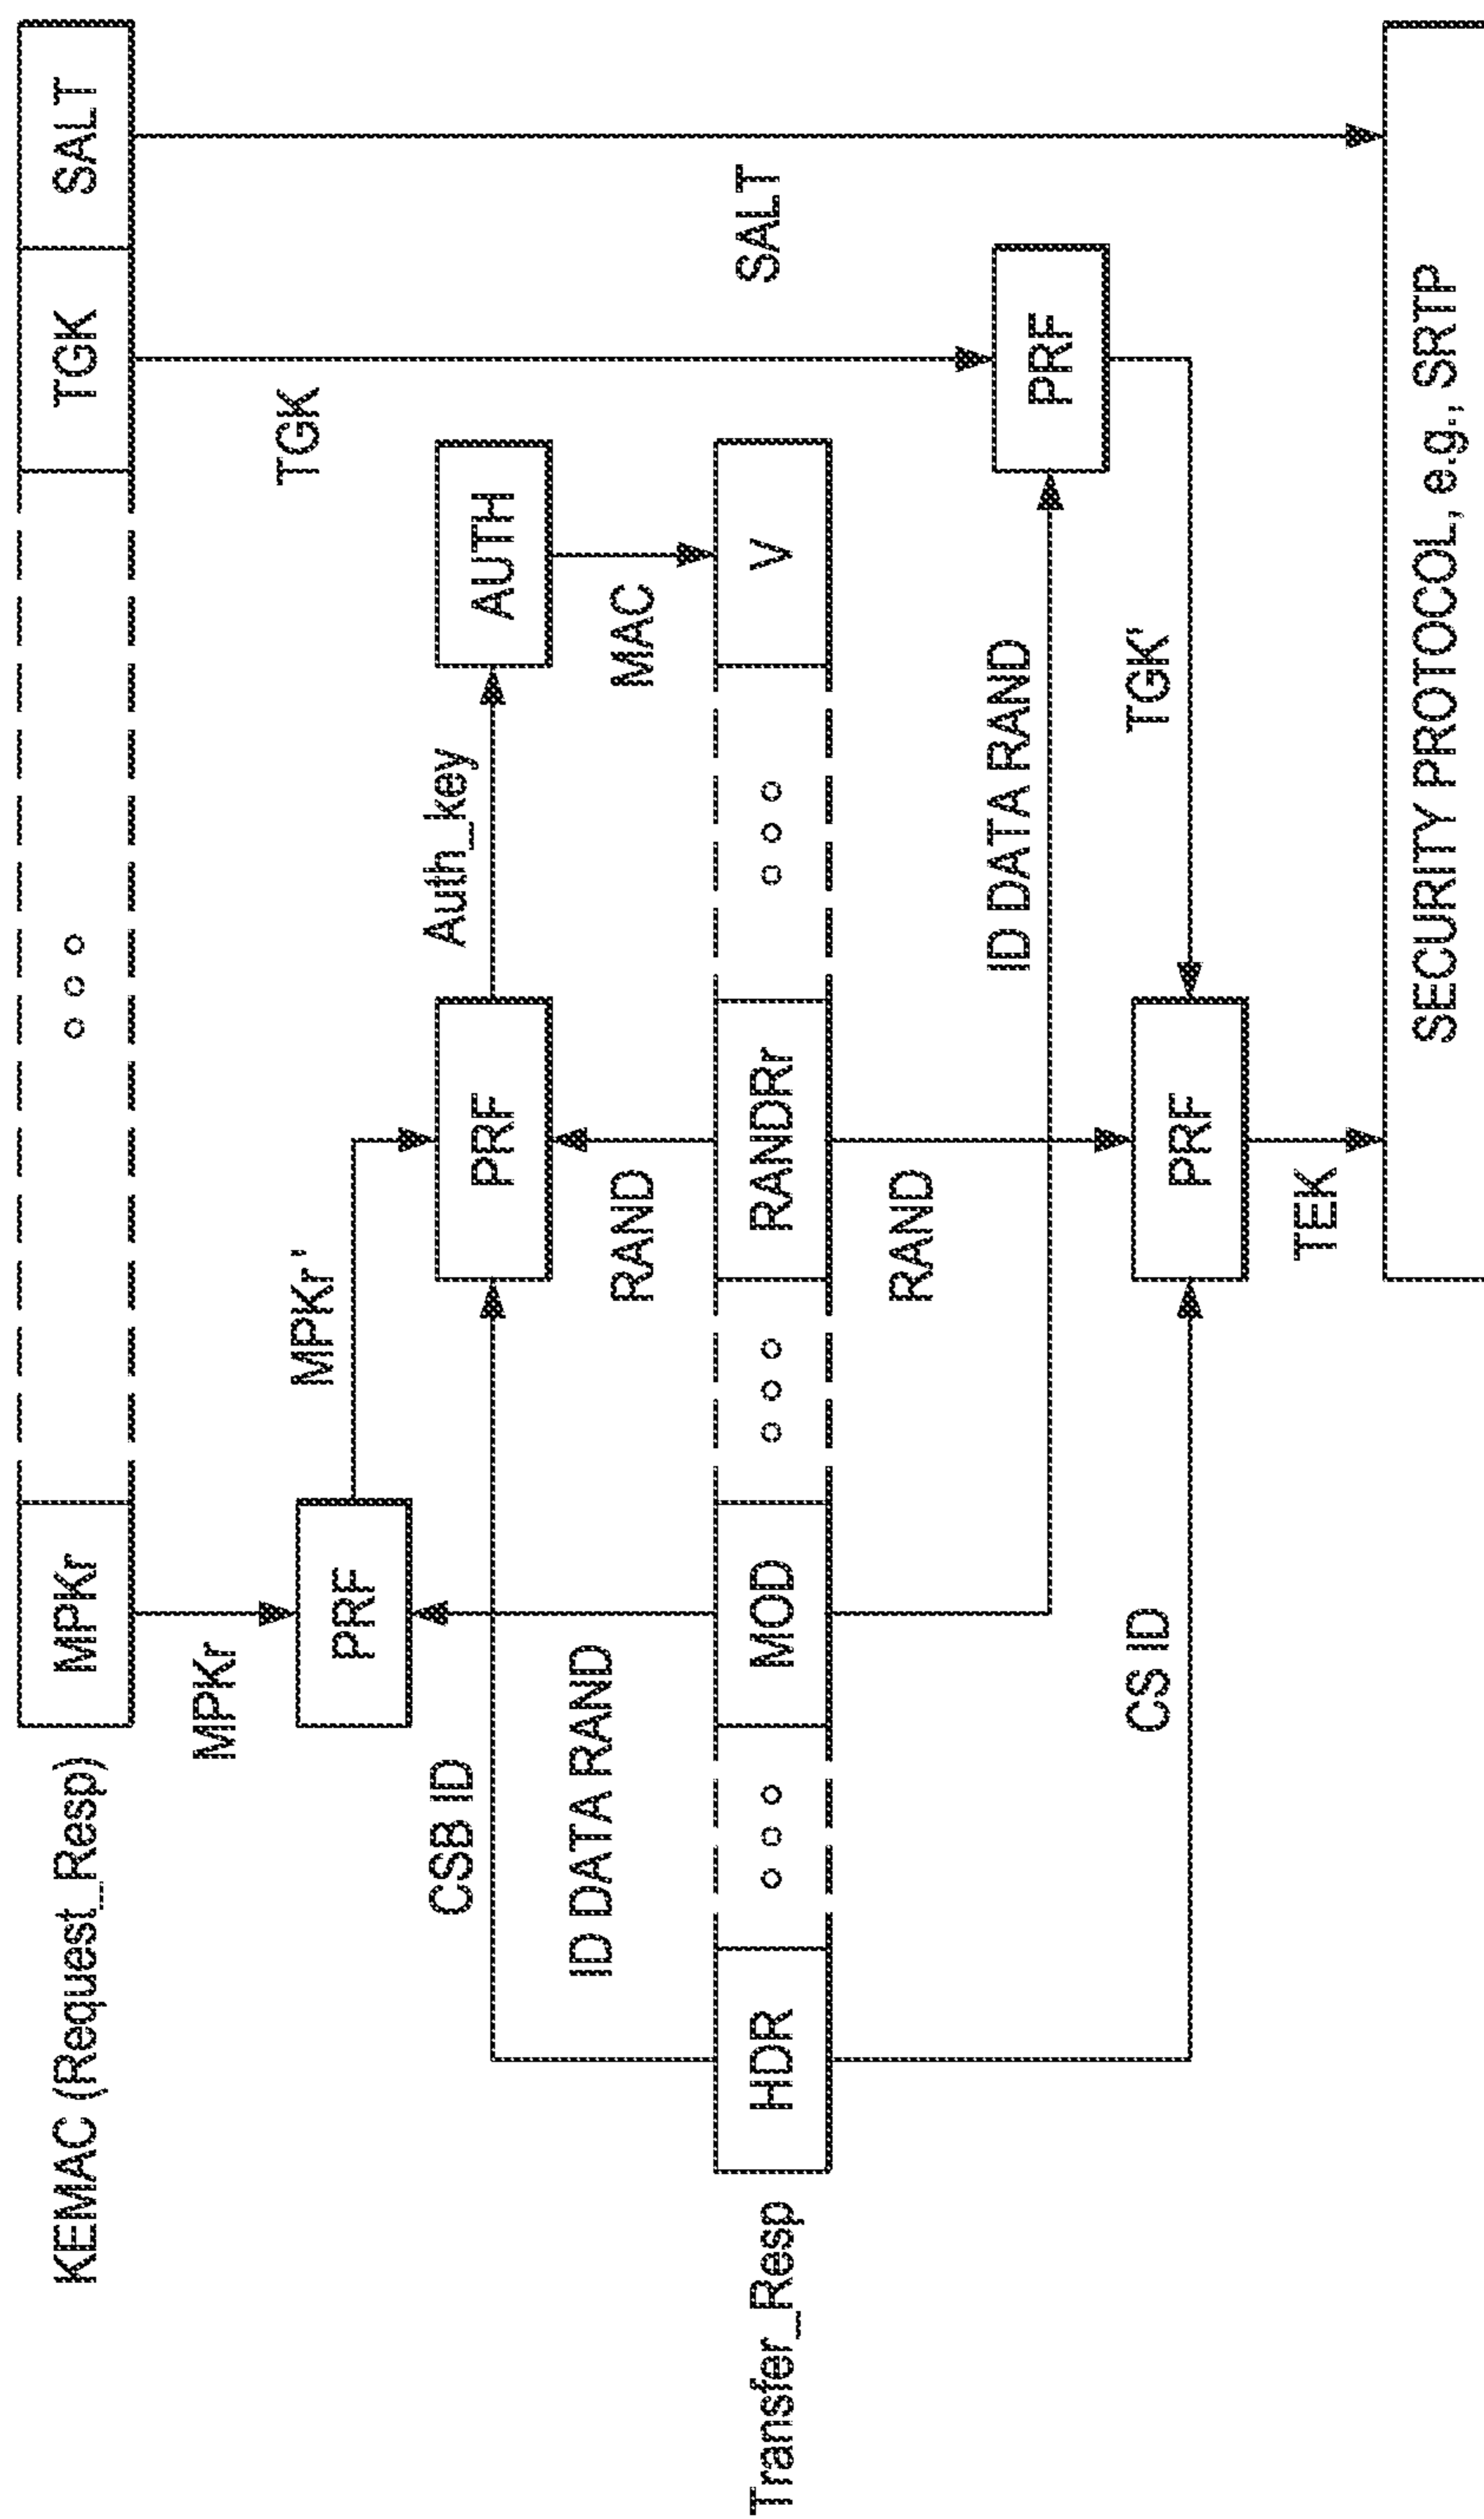 KEMAC (Request_Resp)
MPKr
TGK
SALT
MPKr
TGK
MPKr'
PRF
CSB ID
Auth_key
PRF
AUTH
ID DATA RAND
RAND
MAC
SALT
Transfer_Resp
HDR
MOD
RANDRr
V
RAND
ID DATA RAND
PRF
CS ID
TGK'
PRF
TEK
SECURITY PROTOCOL, e.g., SRTP